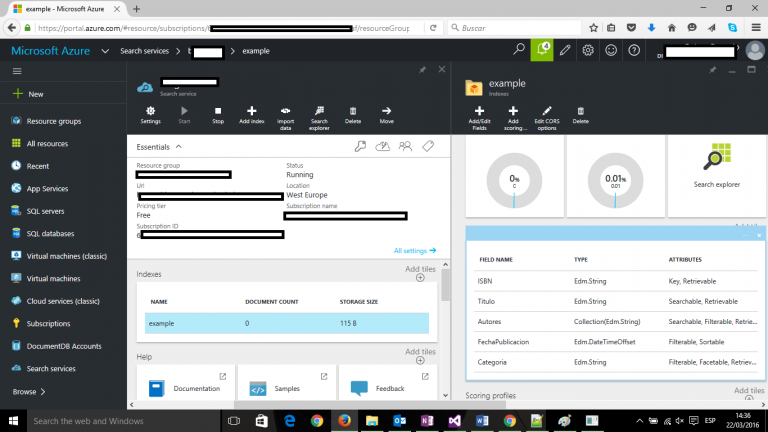 example - Microsoft Azure
https://portal.azure.com/#resource/subscriptions/ f/resourceGroup
Buscar
Microsoft Azure
Search services
b
example
4
New
Resource groups
All resources
Recent
App Services
SQL servers
SQL databases
Virtual machines (classic)
Virtual machines
Cloud services (classic)
Subscriptions
DocumentDB Accounts
Search services
Browse
Search service
Settings
Start
Stop
Add index
Import data
Search explorer
Delete
Move
Essentials
Resource group
Status
Running
Url
Location
West Europe
Pricing tier
Free
Subscription name
Subscription ID
6
All settings →
Indexes
Add tiles
NAME DOCUMENT COUNT STORAGE SIZE
example 0 115 B
Help
Add tiles
Documentation
Samples
Feedback
example
Indexes
Add/Edit Fields
Add scoring...
Edit CORS options
Delete
0%
0
0.01%
0.01
Search explorer
FIELD NAME TYPE ATTRIBUTES
ISBN Edm.String Key, Retrievable
Titulo Edm.String Searchable, Retrievable
Autores Collection(Edm.String) Searchable, Filterable, Retrie...
FechaPublicacion Edm.DateTimeOffset Filterable, Sortable
Categoria Edm.String Filterable, Facetable, Retriev...
Scoring profiles
Add tiles
Search the web and Windows
ESP
14:36
22/03/2016